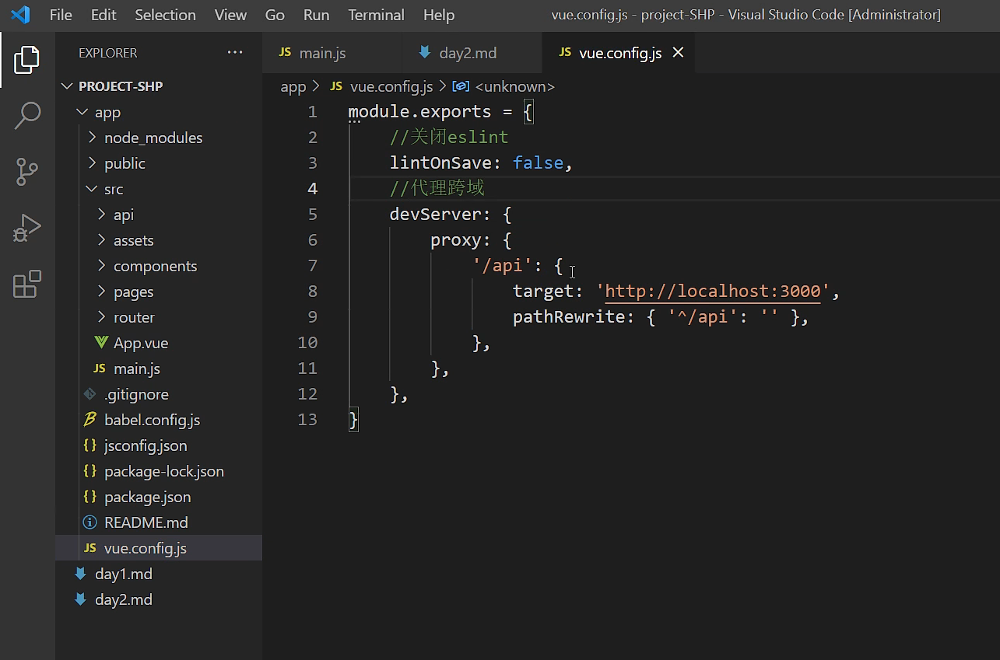 File Edit Selection View Go Run Terminal Help vue.config.js - project-SHP - Visual Studio Code [Administrator]
EXPLORER
PROJECT-SHP
app
node_modules
public
src
api
assets
components
pages
router
App.vue
JS main.js
.gitignore
babel.config.js
{} jsconfig.json
{} package-lock.json
{} package.json
README.md
JS vue.config.js
day1.md
day2.md
JS main.js day2.md JS vue.config.js
app > JS vue.config.js > <unknown>
1 module.exports = {
2 //关闭eslint
3 lintOnSave: false,
4 //代理跨域
5 devServer: {
6 proxy: {
7 '/api': {
8 target: 'http://localhost:3000',
9 pathRewrite: { '^/api': '' },
10 },
11 },
12 },
13 }